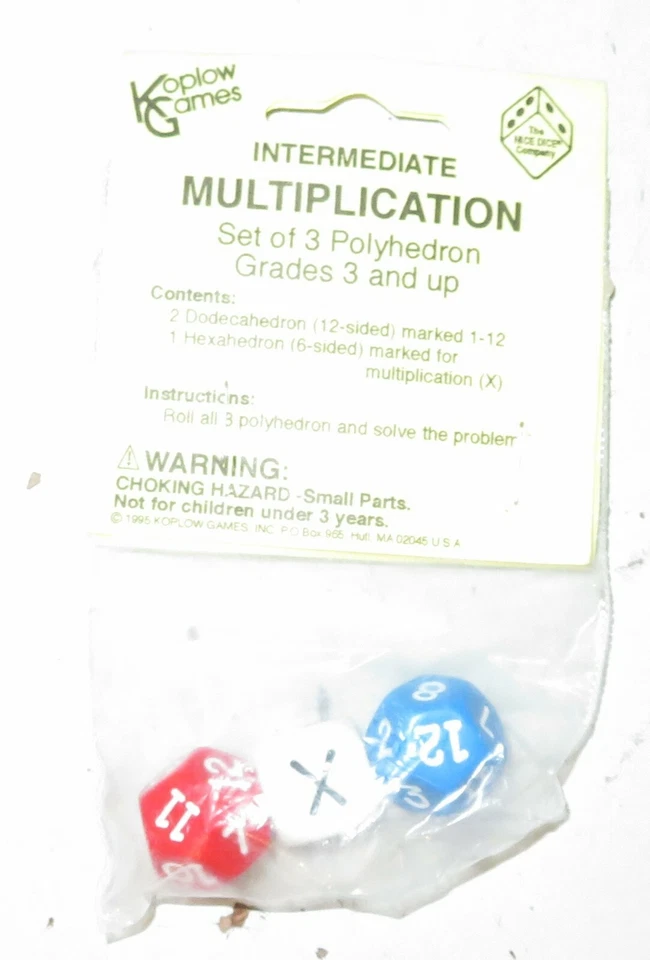 Koplow
Games
The
NICE DICE
Company
INTERMEDIATE
MULTIPLICATION
Set of 3 Polyhedron
Grades 3 and up
Contents:
2 Dodecahedron (12-sided) marked 1-12
1 Hexahedron (6-sided) marked for
multiplication (X)
Instructions:
Roll all 3 polyhedron and solve the problem
⚠ WARNING:
CHOKING HAZARD -Small Parts.
Not for children under 3 years.
© 1995 KOPLOW GAMES, INC. P.O Box 965, Hull, MA 02045 U S A
8
12
7
2
3
X
11